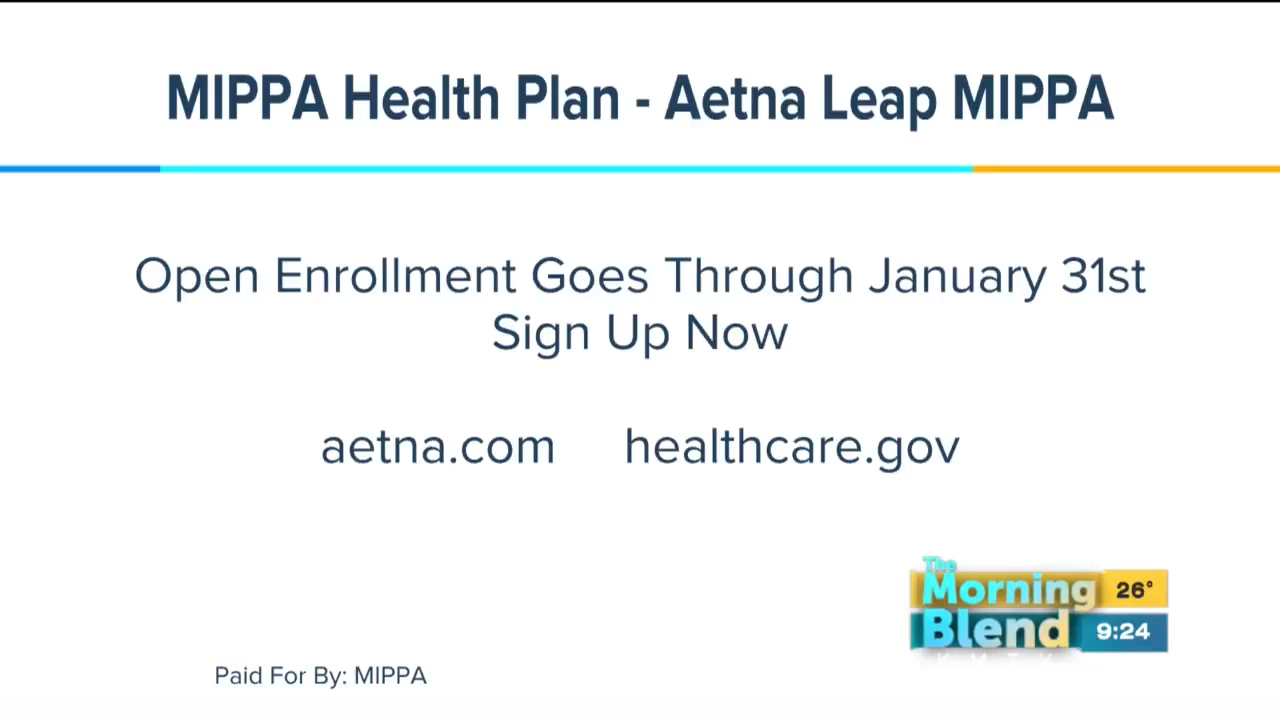 MIPPA Health Plan - Aetna Leap MIPPA
Open Enrollment Goes Through January 31st
Sign Up Now
aetna.com healthcare.gov
The
Morning 26°
Blend 9:24
Paid For By: MIPPA